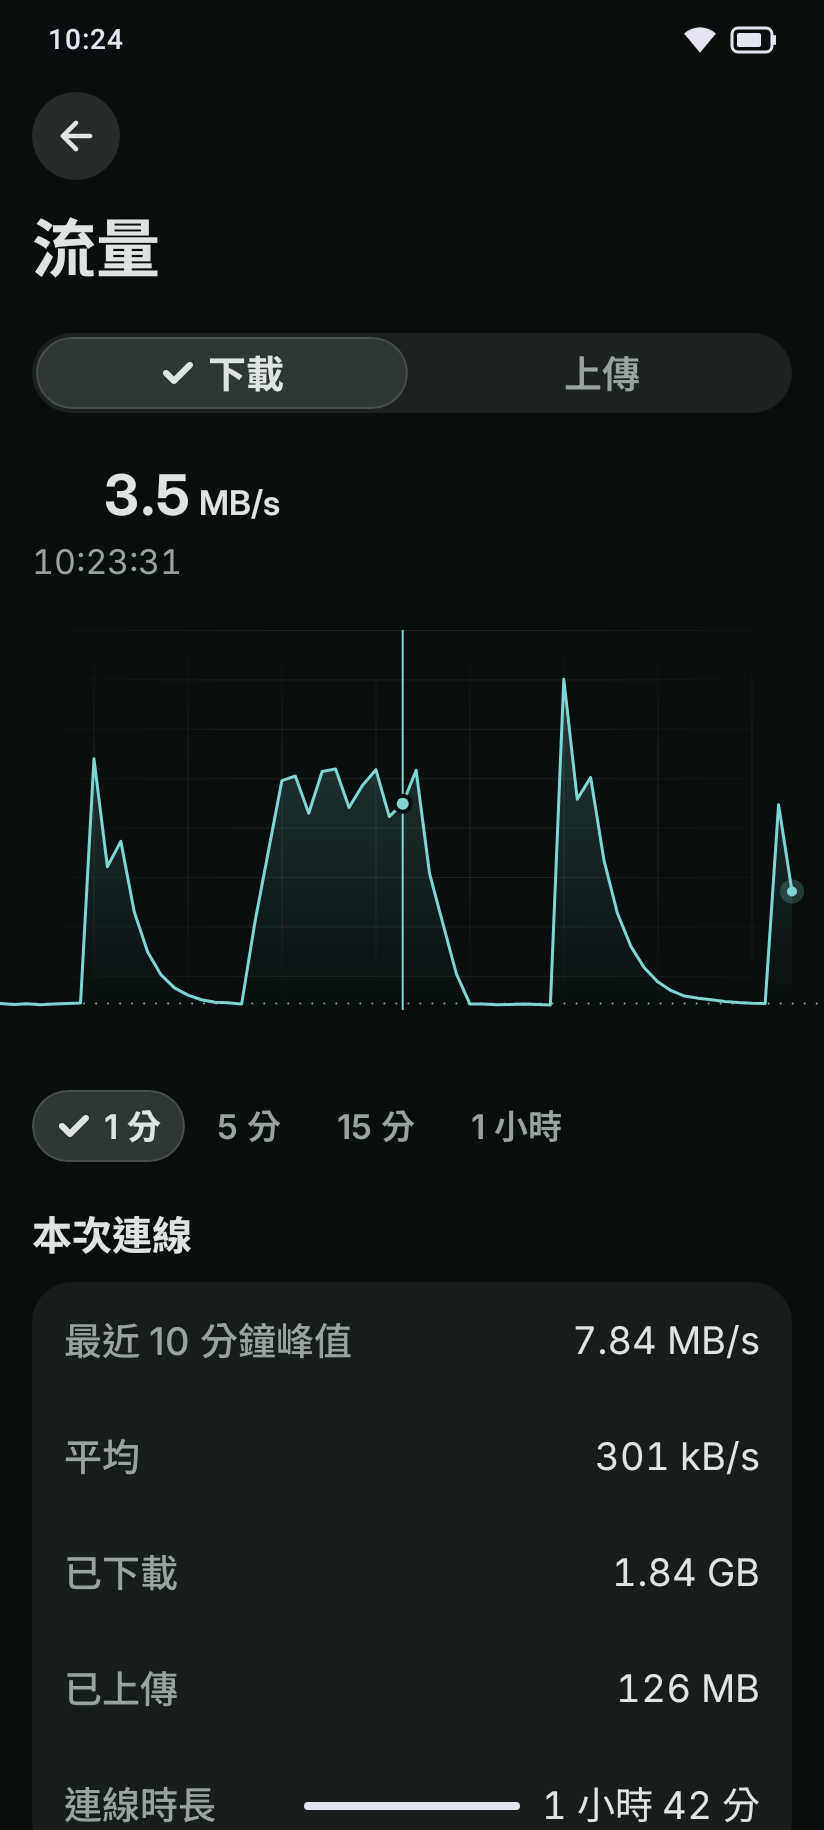 10:24
流量
下載
上傳
3.5 MB/s
10:23:31
1 分
5 分
15 分
1 小時
本次連線
最近 10 分鐘峰值
7.84 MB/s
平均
301 kB/s
已下載
1.84 GB
已上傳
126 MB
連線時長
1 小時 42 分